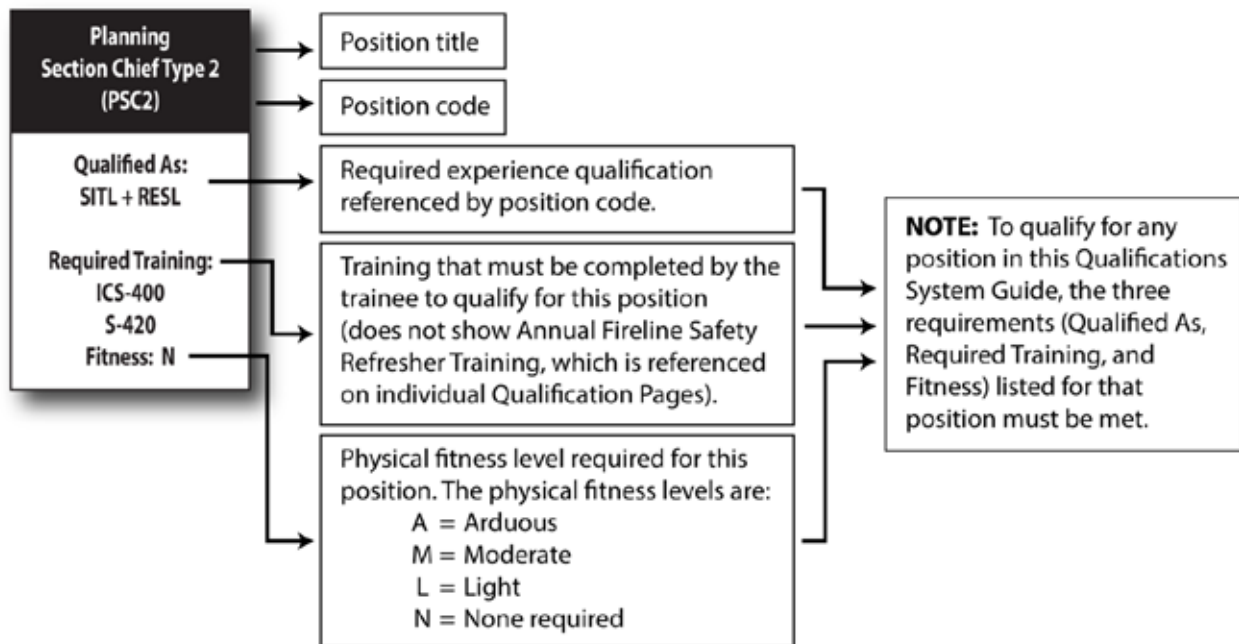 Planning
Section Chief Type 2
(PSC2)
Qualified As:
SITL + RESL
Required Training:
ICS-400
S-420
Fitness: N
Position title
Position code
Required experience qualification
referenced by position code.
Training that must be completed by the
trainee to qualify for this position
(does not show Annual Fireline Safety
Refresher Training, which is referenced
on individual Qualification Pages).
Physical fitness level required for this
position. The physical fitness levels are:
A = Arduous
M = Moderate
L = Light
N = None required
NOTE: To qualify for any
position in this Qualifications
System Guide, the three
requirements (Qualified As,
Required Training, and
Fitness) listed for that
position must be met.